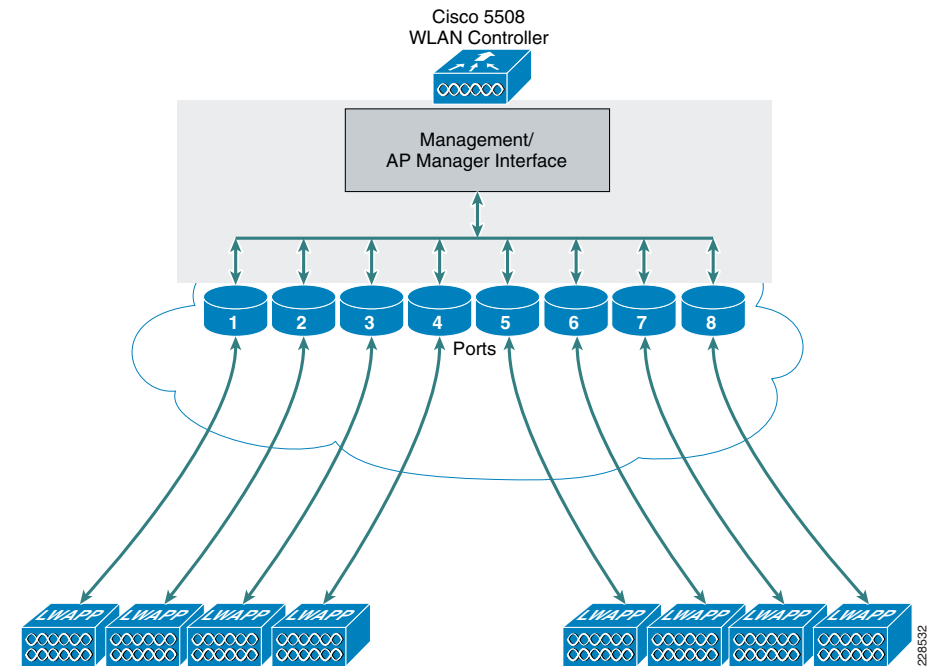 Cisco 5508
WLAN Controller
Management/
AP Manager Interface
1 2 3 4 5 6 7 8
Ports
LWAPP LWAPP LWAPP LWAPP LWAPP LWAPP LWAPP LWAPP
228532